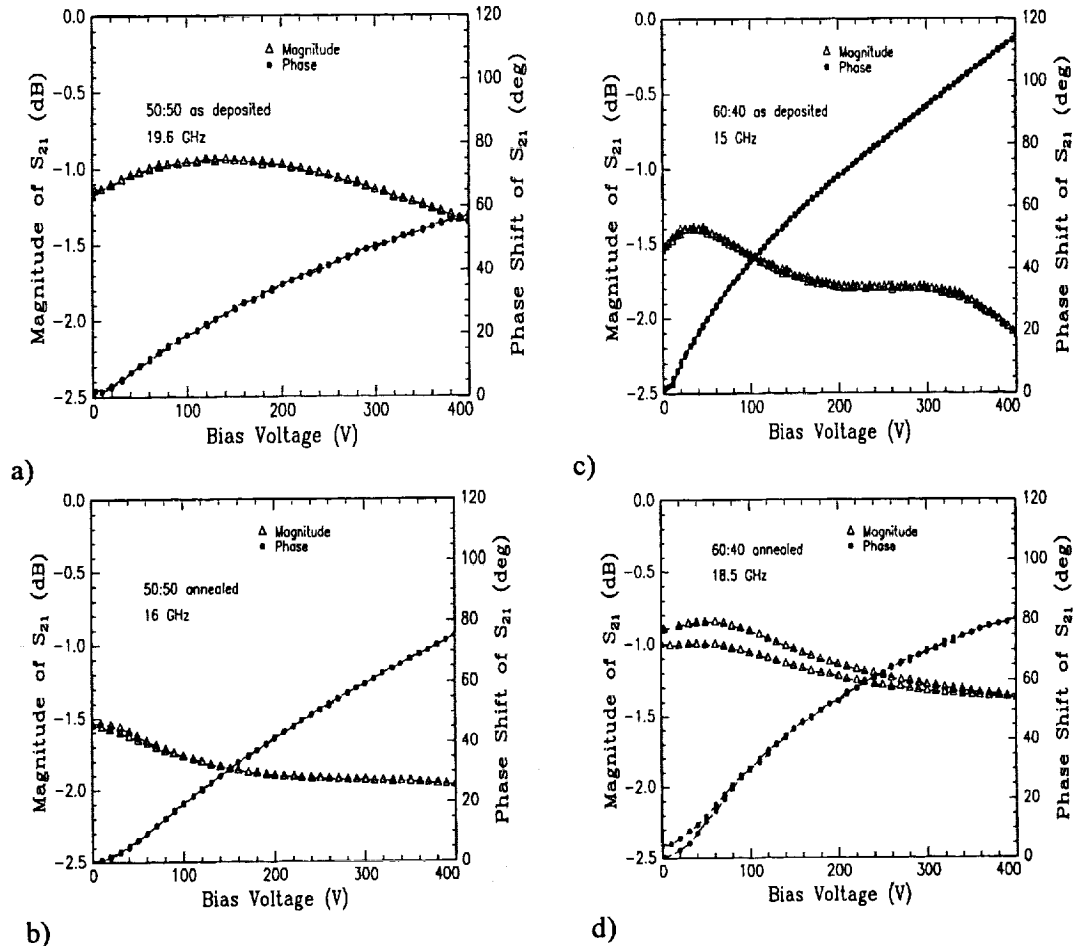 Magnitude of S21 (dB)
0.0
-0.5
-1.0
-1.5
-2.0
-2.5
△ Magnitude
• Phase
50:50 as deposited
19.6 GHz
120
100
80
60
40
20
0
Phase Shift of S21 (deg)
0 100 200 300 400
Bias Voltage (V)
a)
Magnitude of S21 (dB)
0.0
-0.5
-1.0
-1.5
-2.0
-2.5
△ Magnitude
• Phase
60:40 as deposited
15 GHz
120
100
80
60
40
20
0
Phase Shift of S21 (deg)
0 100 200 300 400
Bias Voltage (V)
c)
Magnitude of S21 (dB)
0.0
-0.5
-1.0
-1.5
-2.0
-2.5
△ Magnitude
• Phase
50:50 annealed
16 GHz
120
100
80
60
40
20
0
Phase Shift of S21 (deg)
0 100 200 300 400
Bias Voltage (V)
b)
Magnitude of S21 (dB)
0.0
-0.5
-1.0
-1.5
-2.0
-2.5
△ Magnitude
• Phase
60:40 annealed
18.5 GHz
120
100
80
60
40
20
0
Phase Shift of S21 (deg)
0 100 200 300 400
Bias Voltage (V)
d)